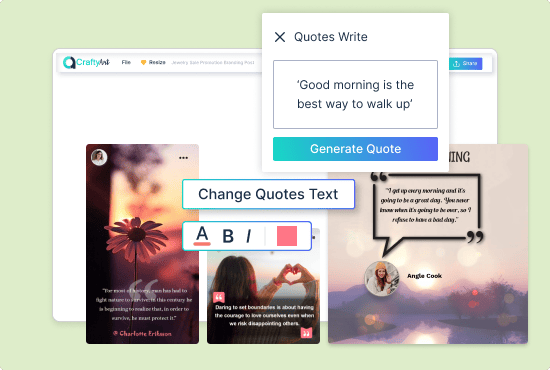 Quotes Write
CraftyArt
File
Resize
Jewelry Sale Promotion Branding Post
Share
'Good morning is the
best way to walk up'
Generate Quote
Change Quotes Text
A B I
NING
"I get up every morning and it's
going to be a great day. You never
know when it's going to be over, so I
refuse to have a bad day."
Angie Cook
"For most of history, man has had to
fight nature to survive; in this century he
is beginning to realize that, in order to
survive, he must protect it."
@ Charlotte Eriksson
Daring to set boundaries is about having
the courage to love ourselves even when
we risk disappointing others.